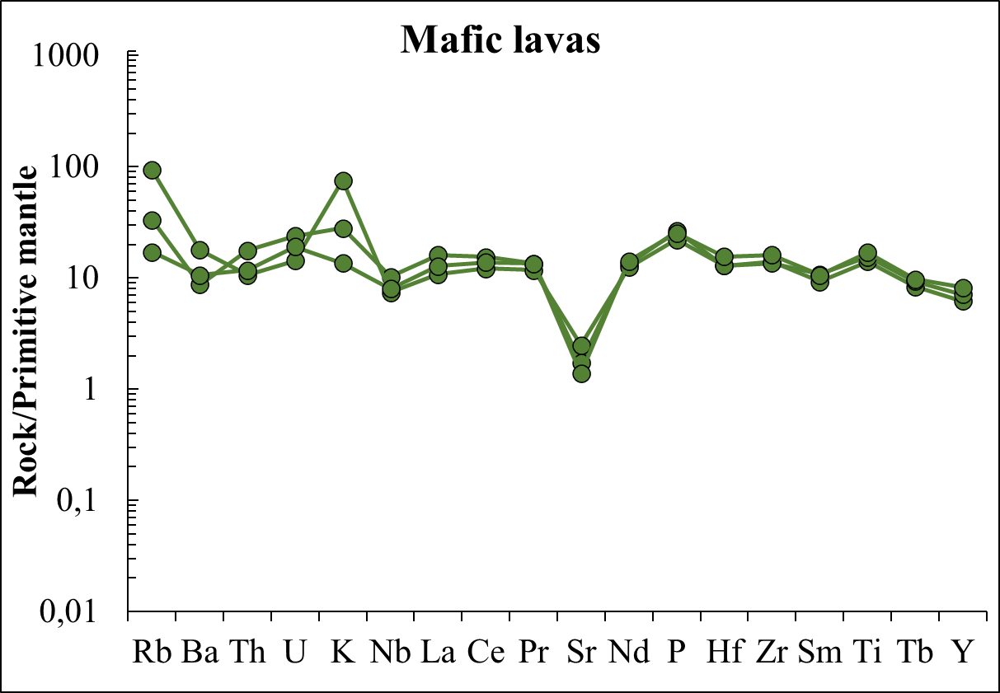 Mafic lavas
Rock/Primitive mantle
1000
100
10
1
0,1
0,01
Rb Ba Th U K Nb La Ce Pr Sr Nd P Hf Zr Sm Ti Tb Y